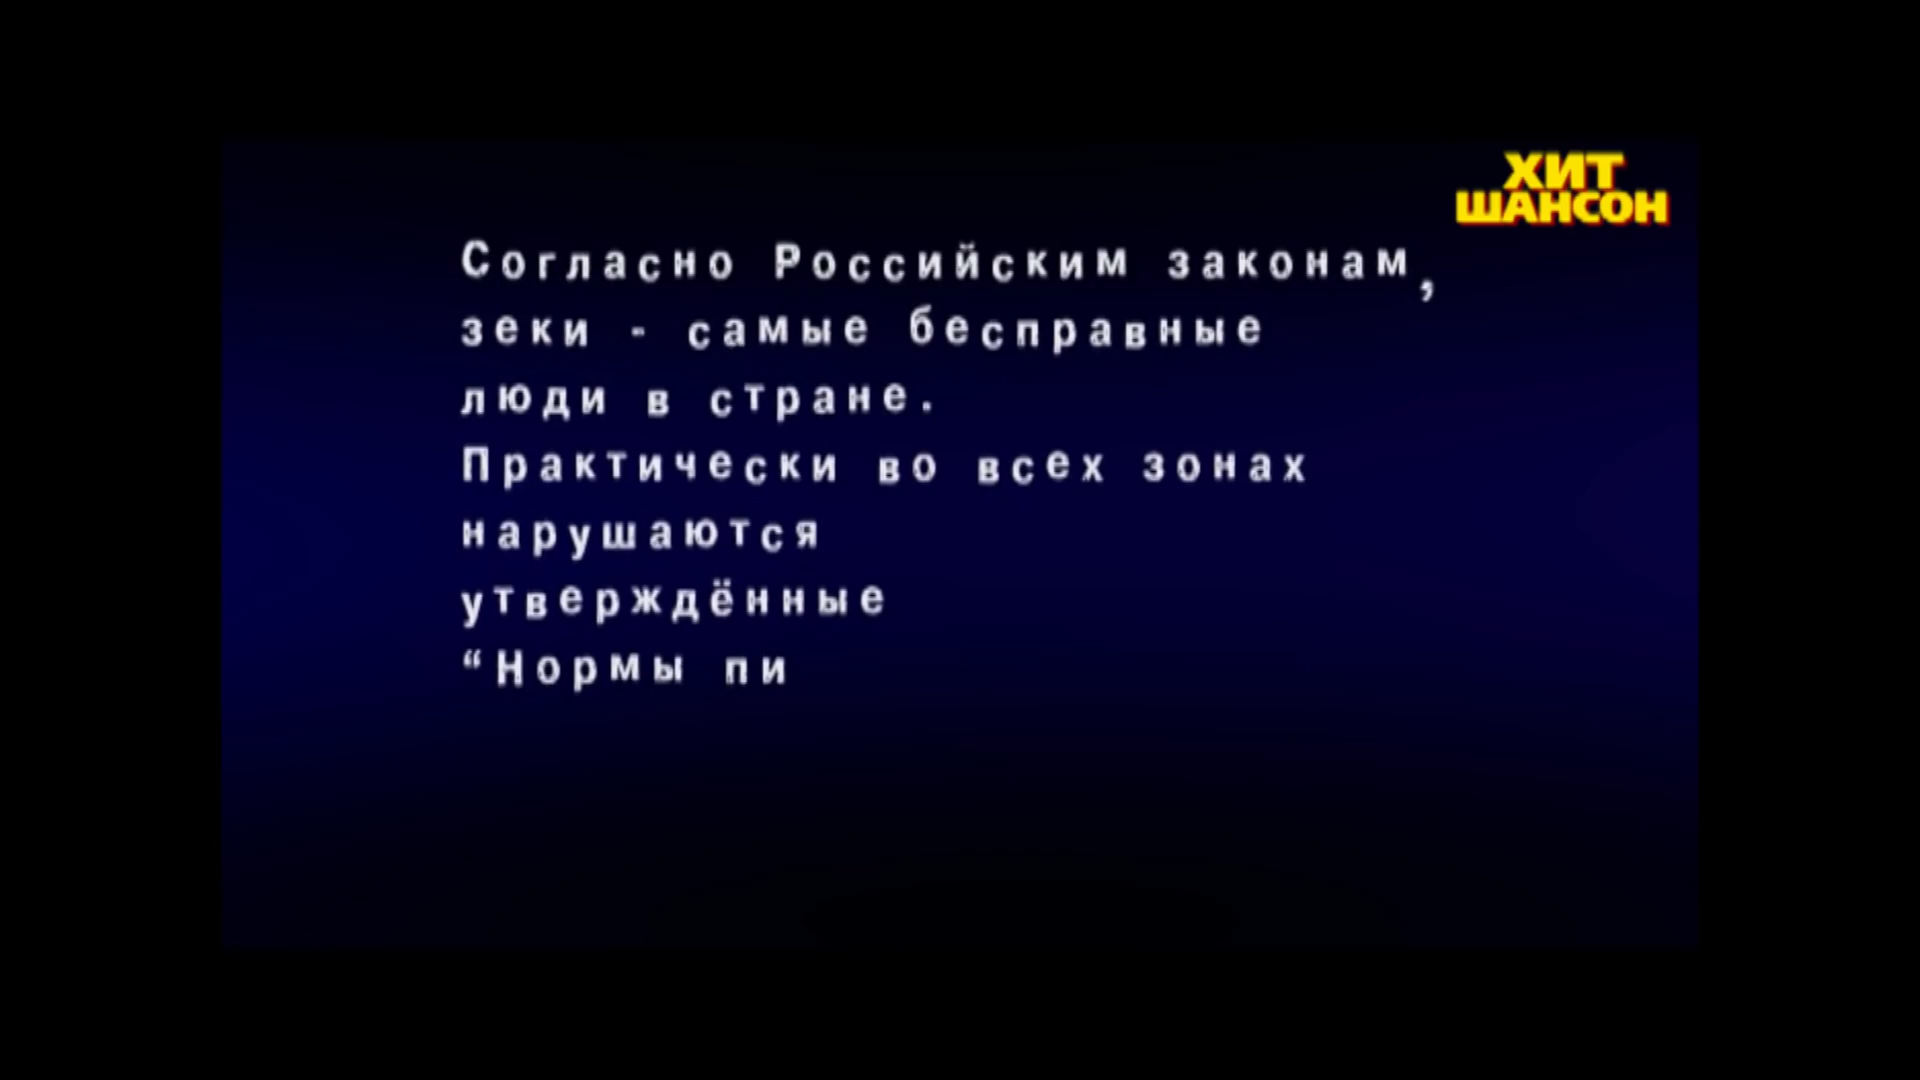 ХИТ
ШАНСОН
Согласно Российским законам,
зеки - самые бесправные
люди в стране.
Практически во всех зонах
нарушаются
утверждённые
“Нормы пи